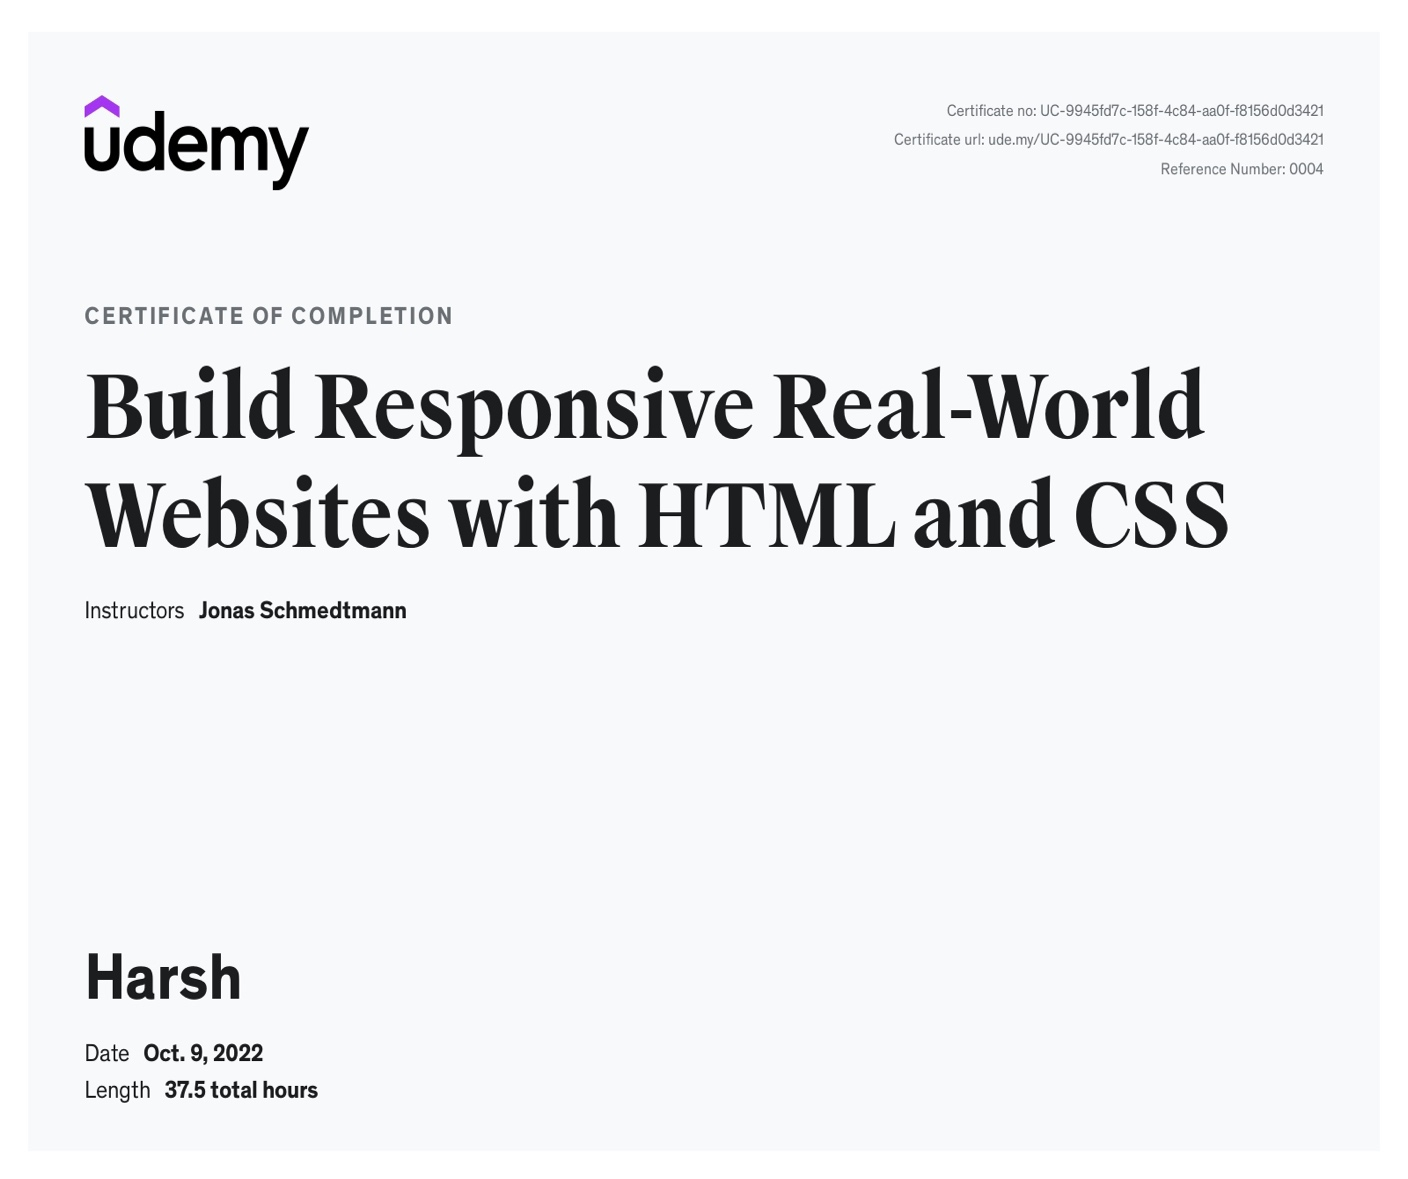 udemy
Certificate no: UC-9945fd7c-158f-4c84-aa0f-f8156d0d3421
Certificate url: ude.my/UC-9945fd7c-158f-4c84-aa0f-f8156d0d3421
Reference Number: 0004
CERTIFICATE OF COMPLETION
Build Responsive Real-World
Websites with HTML and CSS
Instructors Jonas Schmedtmann
Harsh
Date Oct. 9, 2022
Length 37.5 total hours